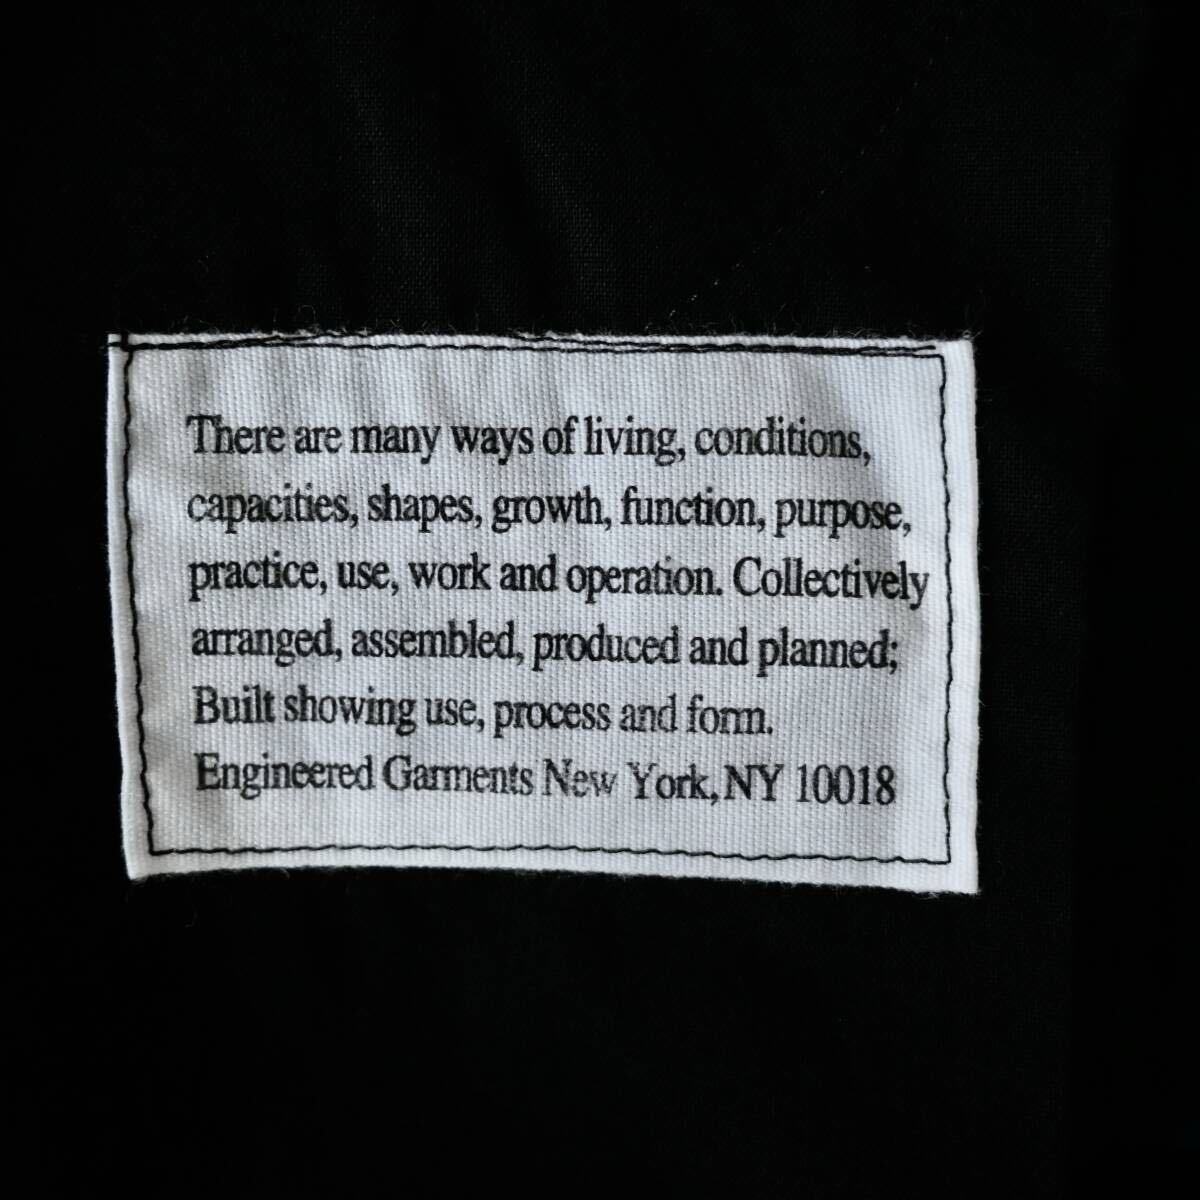 There are many ways of living, conditions,
capacities, shapes, growth, function, purpose,
practice, use, work and operation. Collectively
arranged, assembled, produced and planned;
Built showing use, process and form.
Engineered Garments New York, NY 10018